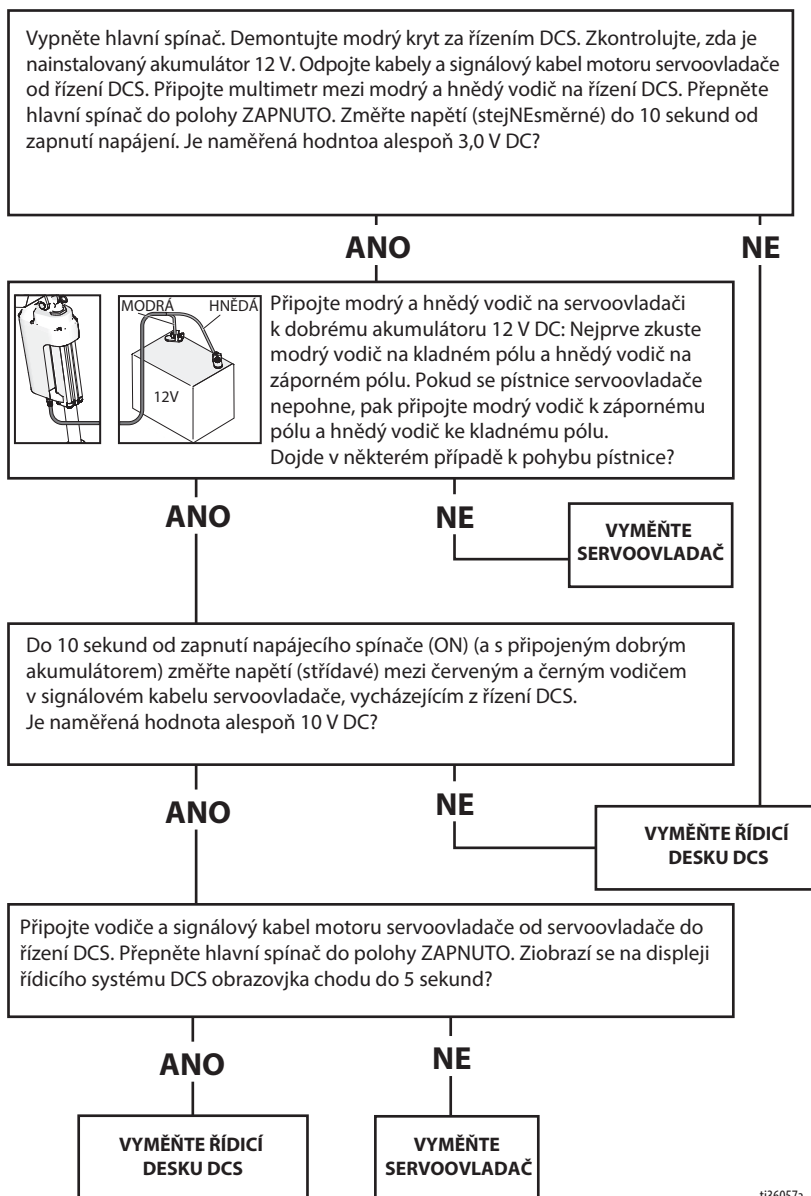 Vypněte hlavní spínač. Demontujte modrý kryt za řízením DCS. Zkontrolujte, zda je
nainstalovaný akumulátor 12 V. Odpojte kabely a signálový kabel motoru servoovladače
od řízení DCS. Připojte multimetr mezi modrý a hnědý vodič na řízení DCS. Přepněte
hlavní spínač do polohy ZAPNUTO. Změřte napětí (stejNEsměrné) do 10 sekund od
zapnutí napájení. Je naměřená hodntoa alespoň 3,0 V DC?
ANO
NE
MODRÁ
HNĚDÁ
12V
Připojte modrý a hnědý vodič na servoovladači
k dobrému akumulátoru 12 V DC: Nejprve zkuste
modrý vodič na kladném pólu a hnědý vodič na
záporném pólu. Pokud se pístnice servoovladače
nepohne, pak připojte modrý vodič k zápornému
pólu a hnědý vodič ke kladnému pólu.
Dojde v některém případě k pohybu pístnice?
ANO
NE
VYMĚŇTE
SERVOOVLADAČ
Do 10 sekund od zapnutí napájecího spínače (ON) (a s připojeným dobrým
akumulátorem) změřte napětí (střídavé) mezi červeným a černým vodičem
v signálovém kabelu servoovladače, vycházejícím z řízení DCS.
Je naměřená hodnota alespoň 10 V DC?
ANO
NE
VYMĚŇTE ŘÍDICÍ
DESKU DCS
Připojte vodiče a signálový kabel motoru servoovladače od servoovladače do
řízení DCS. Přepněte hlavní spínač do polohy ZAPNUTO. Ziobrazí se na displeji
řídicího systému DCS obrazovjka chodu do 5 sekund?
ANO
NE
VYMĚŇTE ŘÍDICÍ
DESKU DCS
VYMĚŇTE
SERVOOVLADAČ
ti36057a